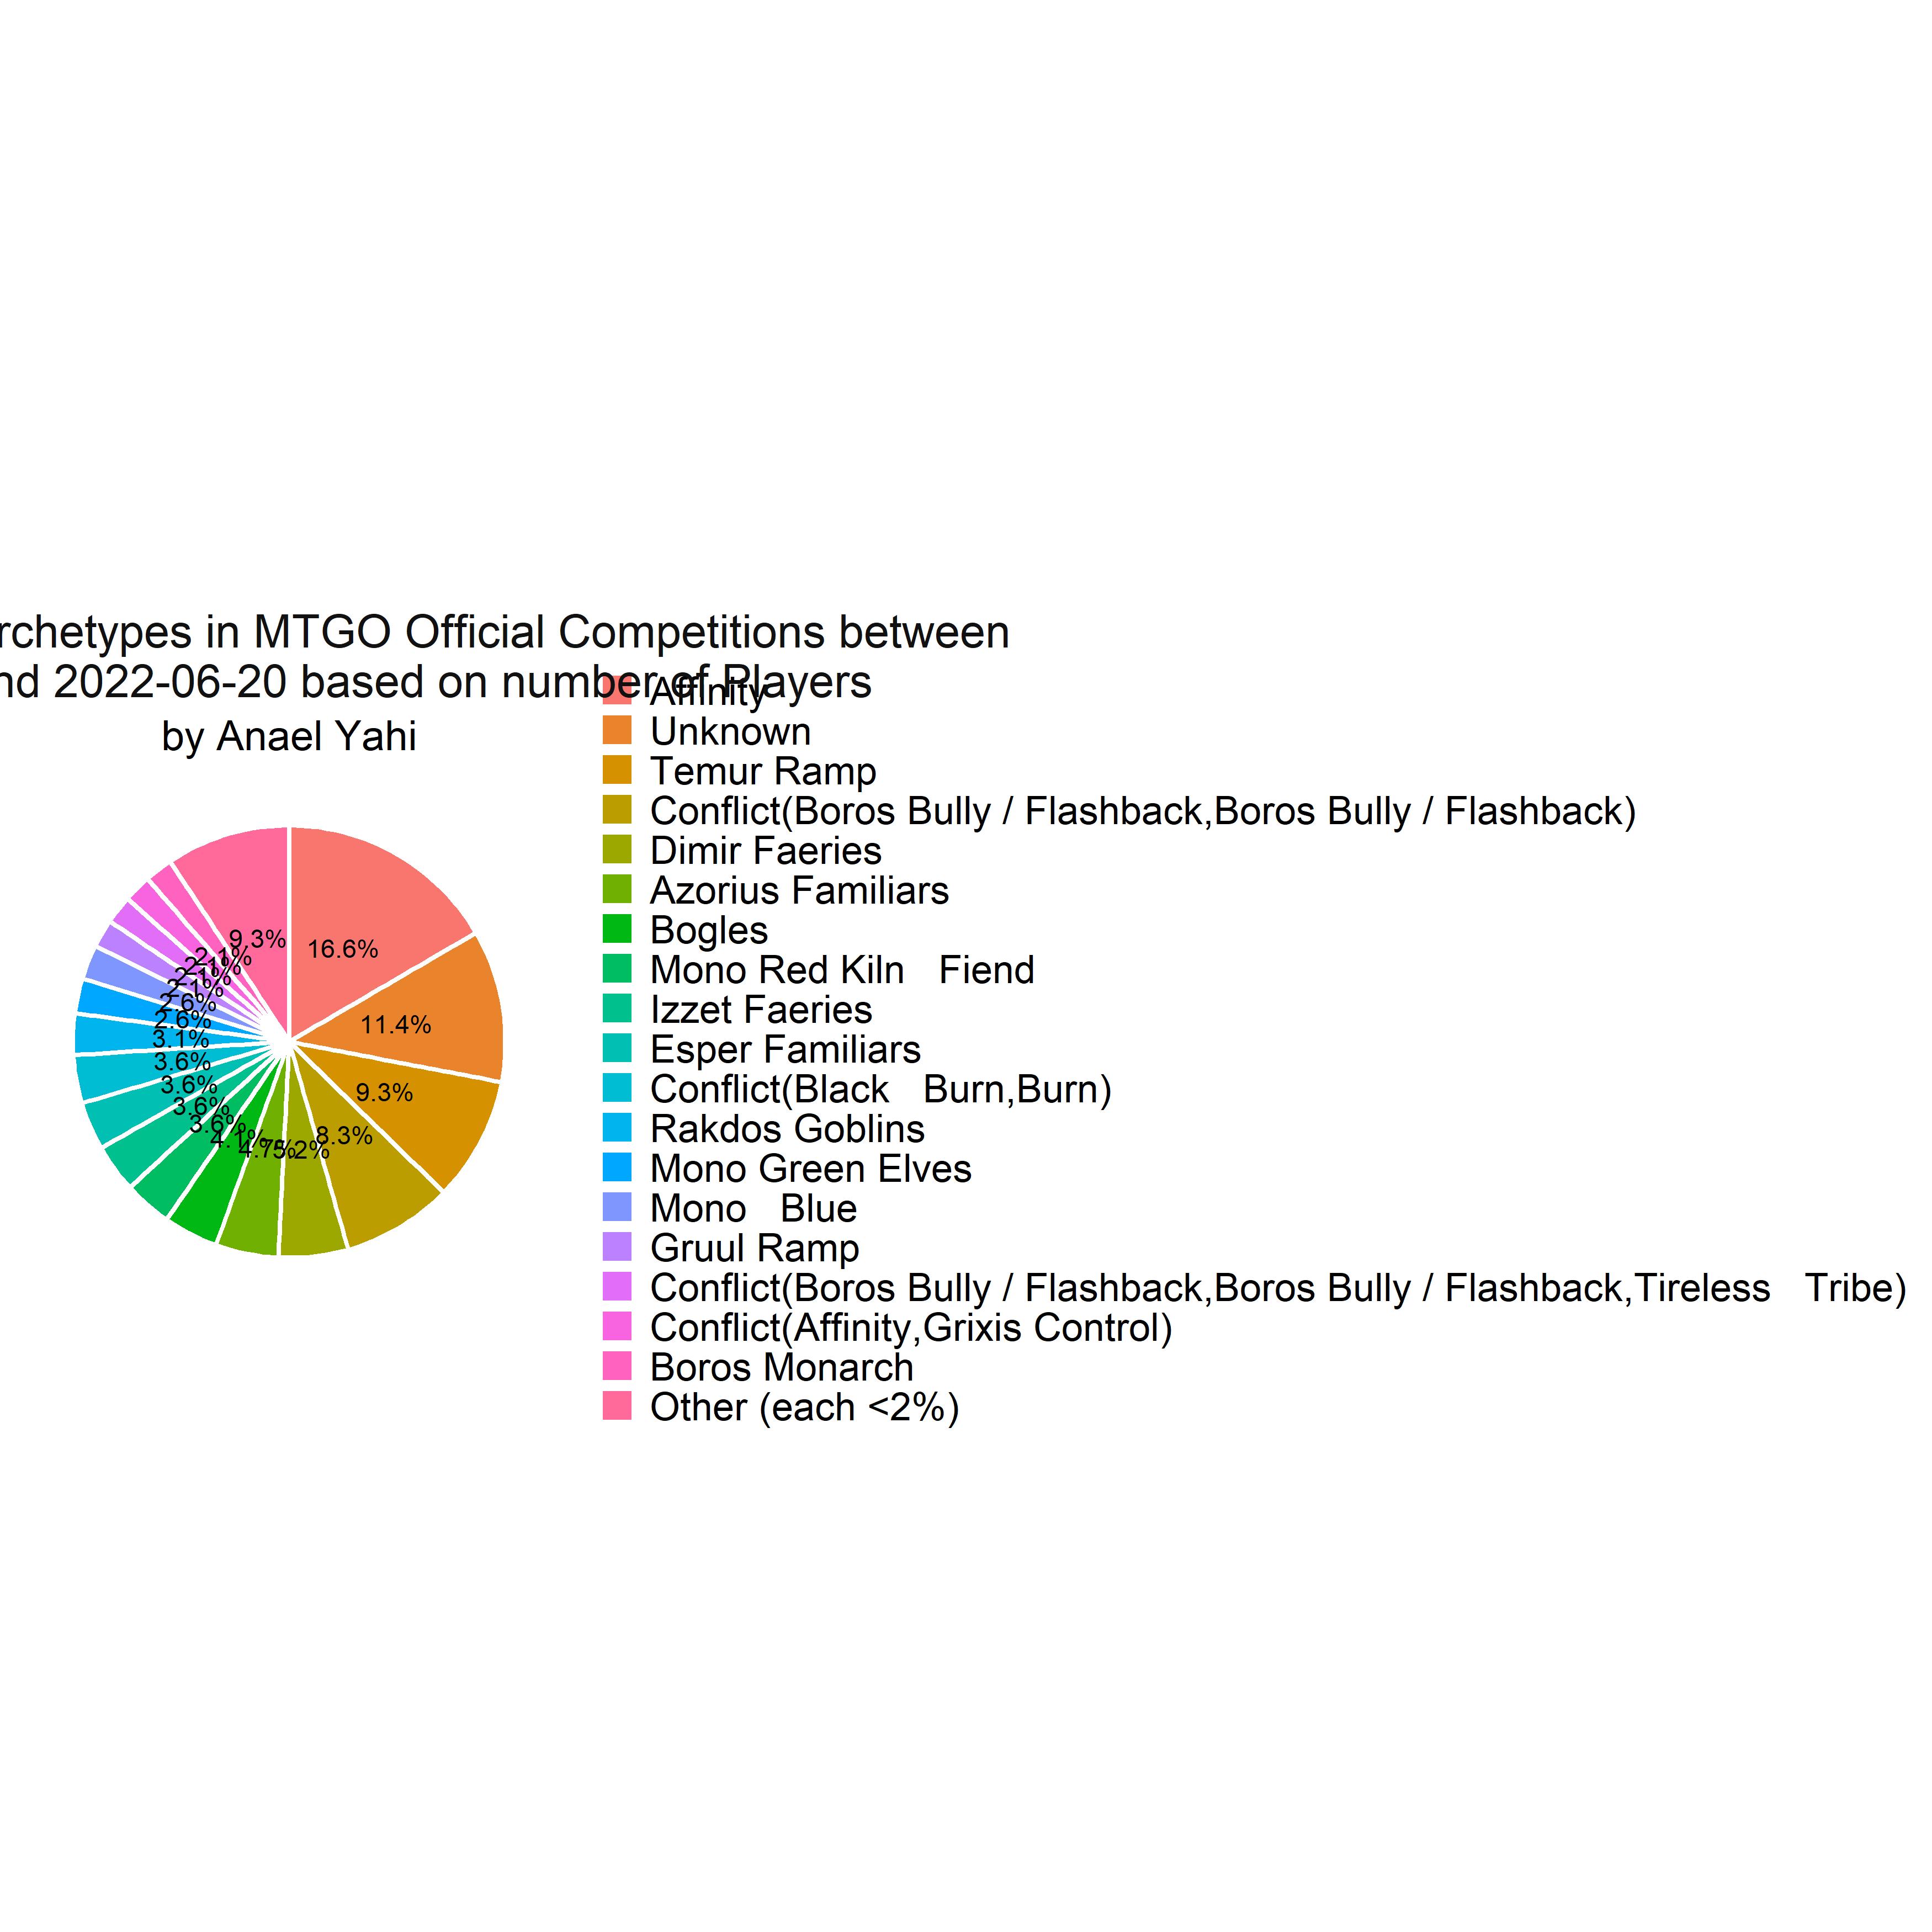 rchetypes in MTGO Official Competitions between
nd 2022-06-20 based on number of Players
by Anael Yahi
Affinity
Unknown
Temur Ramp
Conflict(Boros Bully / Flashback,Boros Bully / Flashback)
Dimir Faeries
Azorius Familiars
Bogles
Mono Red Kiln   Fiend
Izzet Faeries
Esper Familiars
Conflict(Black   Burn,Burn)
Rakdos Goblins
Mono Green Elves
Mono   Blue
Gruul Ramp
Conflict(Boros Bully / Flashback,Boros Bully / Flashback,Tireless   Tribe)
Conflict(Affinity,Grixis Control)
Boros Monarch
Other (each <2%)
16.6%
11.4%
9.3%
8.3%
5.2%
4.7%
4.1%
3.6%
3.6%
3.6%
3.6%
3.1%
2.6%
2.6%
2.1%
2.1%
2.1%
9.3%